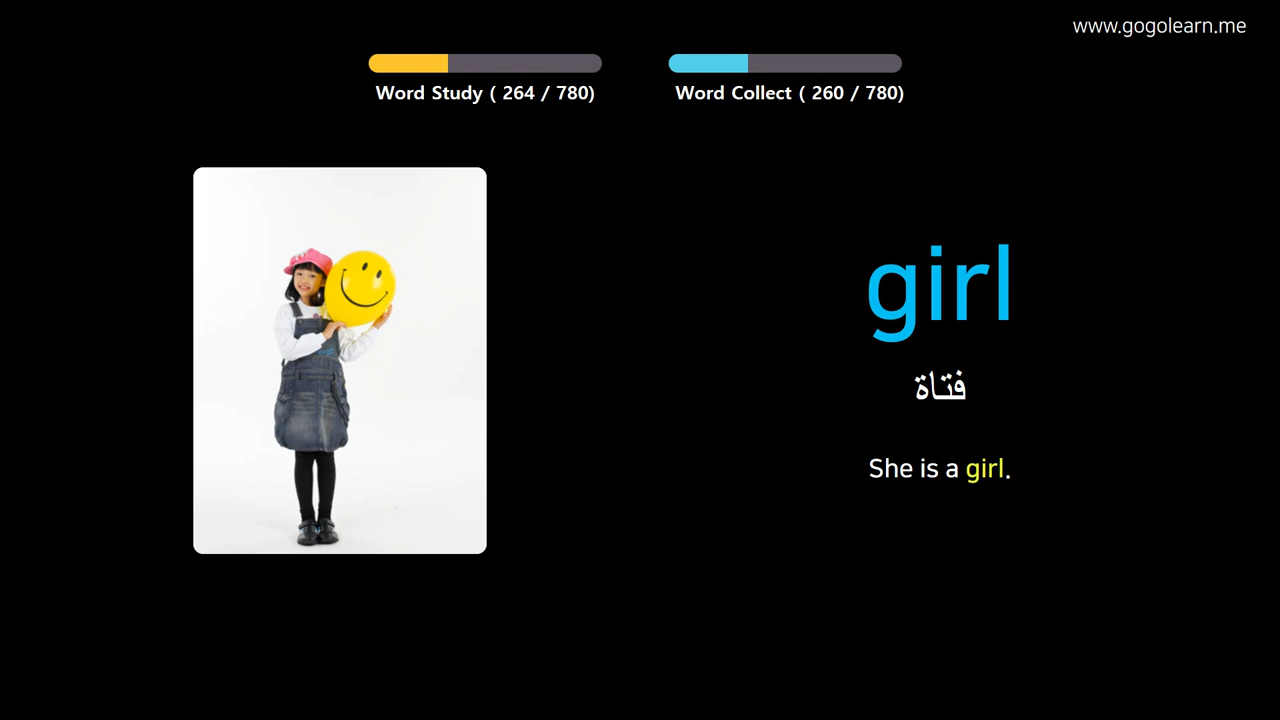 www.gogolearn.me
Word Study ( 264 / 780)
Word Collect ( 260 / 780)
girl
فتاة
She is a girl.